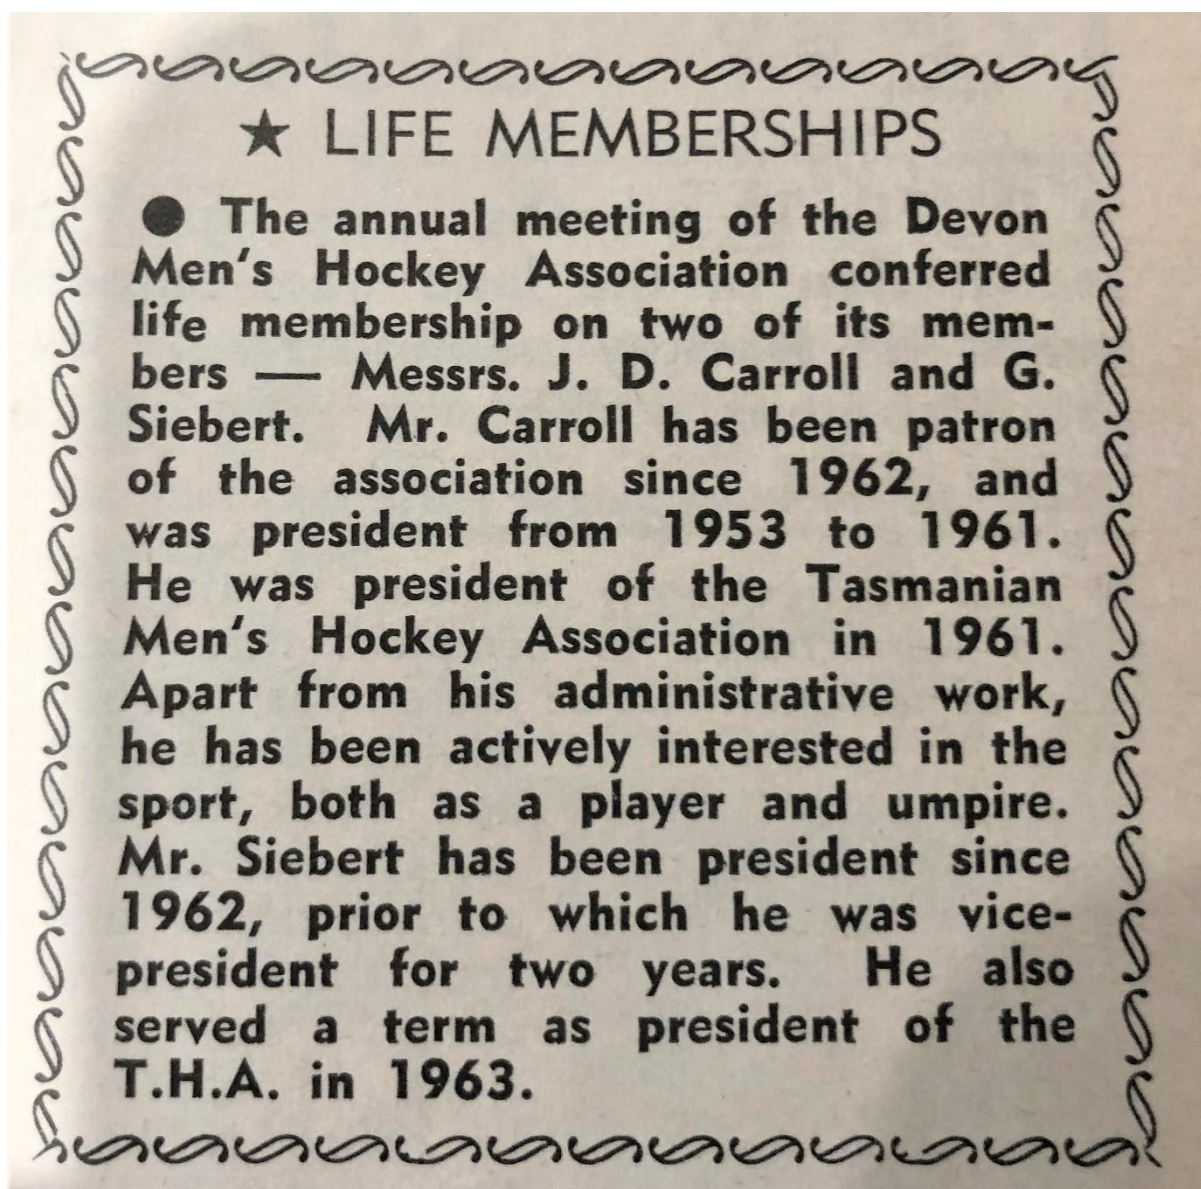 ★ LIFE MEMBERSHIPS
● The annual meeting of the Devon
Men's Hockey Association conferred
life membership on two of its mem-
bers — Messrs. J. D. Carroll and G.
Siebert. Mr. Carroll has been patron
of the association since 1962, and
was president from 1953 to 1961.
He was president of the Tasmanian
Men's Hockey Association in 1961.
Apart from his administrative work,
he has been actively interested in the
sport, both as a player and umpire.
Mr. Siebert has been president since
1962, prior to which he was vice-
president for two years. He also
served a term as president of the
T.H.A. in 1963.